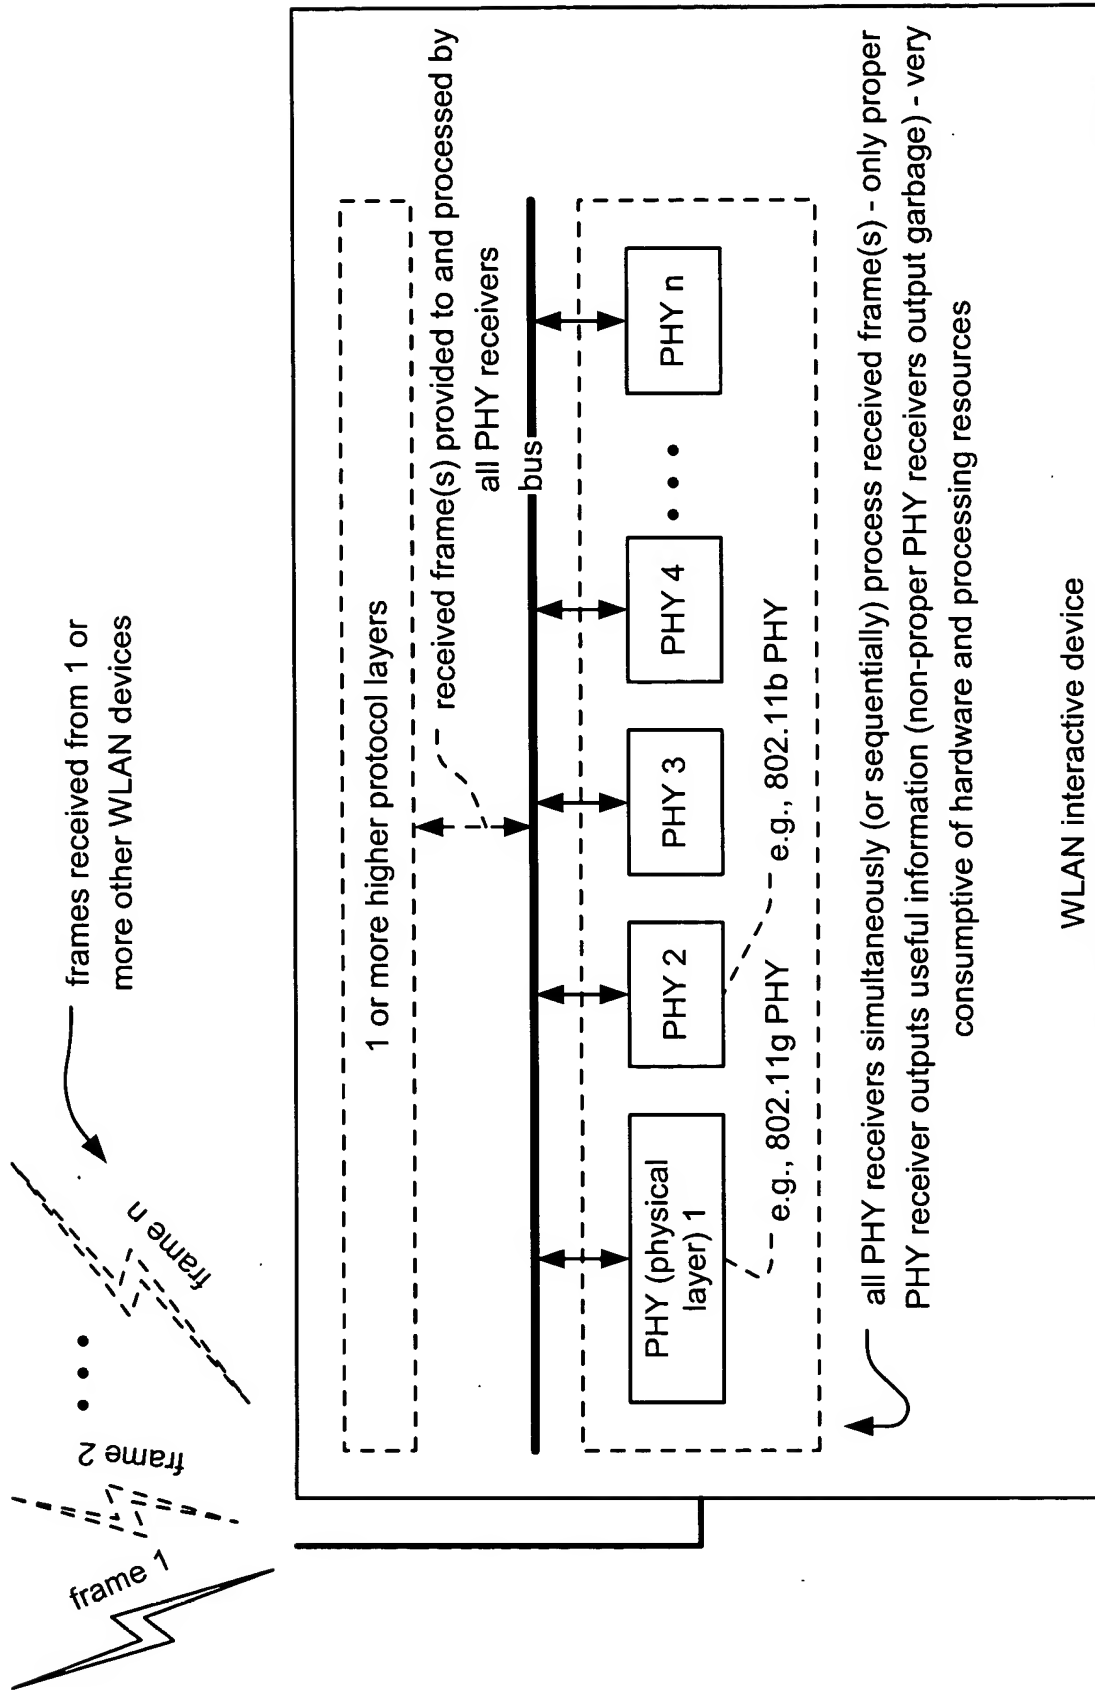 frames received from 1 or
more other WLAN devices
frame 1
frame 2
frame n
1 or more higher protocol layers
received frame(s) provided to and processed by
all PHY receivers
bus
PHY (physical
layer) 1
PHY 2
PHY 3
PHY 4
PHY n
e.g., 802.11g PHY
e.g., 802.11b PHY
all PHY receivers simultaneously (or sequentially) process received frame(s) - only proper
PHY receiver outputs useful information (non-proper PHY receivers output garbage) - very
consumptive of hardware and processing resources
WLAN interactive device